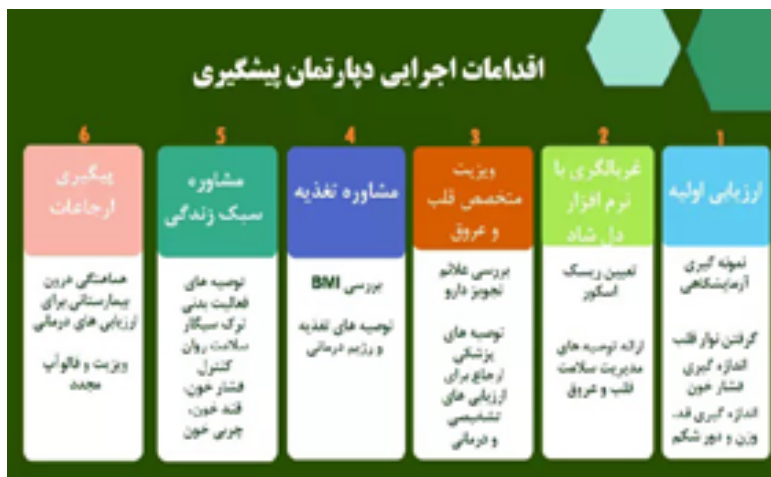 اقدامات اجرایی دپارتمان پیشگیری
1
ارزیابی اولیه
نمونه گیری
آزمایشگاهی
گرفتن نوار قلب
اندازه گیری
فشار خون
اندازه گیری قد،
وزن و دور شکم
2
غربالگری با
نرم افزار
دل شاد
تعیین ریسک
اسکور
ارائه توصیه های
مدیریت سلامت
قلب و عروق
3
ویزیت
متخصص قلب
و عروق
بررسی علائم
تجویز دارو
توصیه های
پزشکی
ارجاع برای
ارزیابی های
تشخیصی
و درمانی
4
مشاوره تغذیه
بررسی BMI
توصیه های تغذیه
و رژیم درمانی
5
مشاوره
سبک زندگی
توصیه های
فعالیت بدنی
ترک سیگار
سلامت روان
کنترل
فشار خون،
قند خون،
چربی خون
6
پیگیری
ارجاعات
هماهنگی درون
بیمارستانی برای
ارزیابی های درمانی
ویزیت و فالوآپ
مجدد